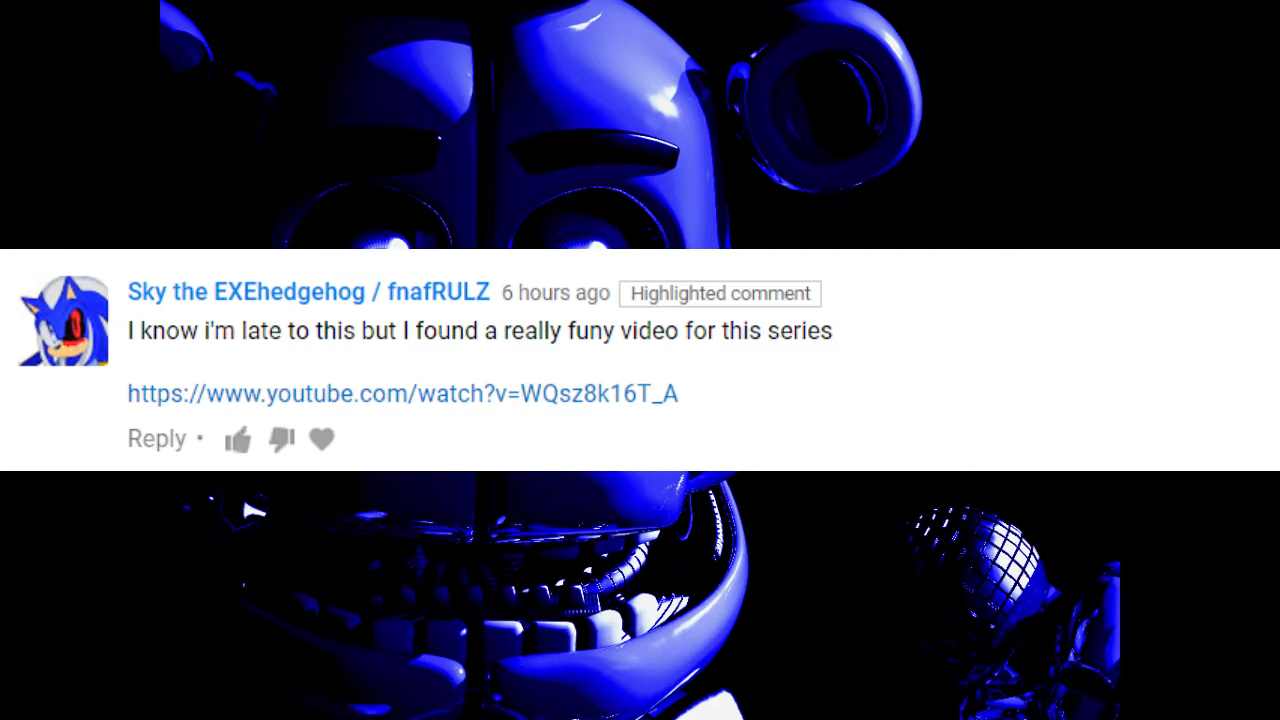 Sky the EXEhedgehog / fnafRULZ 6 hours ago Highlighted comment
I know i'm late to this but I found a really funy video for this series
https://www.youtube.com/watch?v=WQsz8k16T_A
Reply •